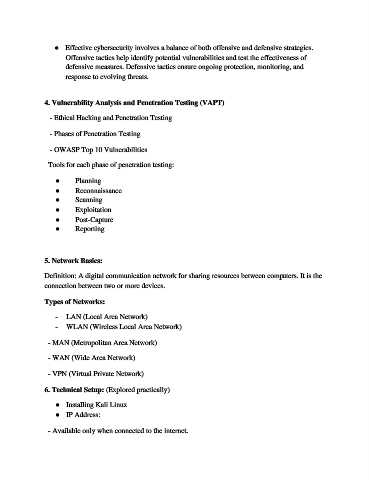 ● Effective cybersecurity involves a balance of both offensive and defensive strategies.
Offensive tactics help identify potential vulnerabilities and test the effectiveness of
defensive measures. Defensive tactics ensure ongoing protection, monitoring, and
response to evolving threats.
4. Vulnerability Analysis and Penetration Testing (VAPT)
- Ethical Hacking and Penetration Testing
- Phases of Penetration Testing
- OWASP Top 10 Vulnerabilities
Tools for each phase of penetration testing:
● Planning
● Reconnaissance
● Scanning
● Exploitation
● Post-Capture
● Reporting
5. Network Basics:
Definition: A digital communication network for sharing resources between computers. It is the
connection between two or more devices.
Types of Networks:
- LAN (Local Area Network)
- WLAN (Wireless Local Area Network)
- MAN (Metropolitan Area Network)
- WAN (Wide Area Network)
- VPN (Virtual Private Network)
6. Technical Setup: (Explored practically)
● Installing Kali Linux
● IP Address:
- Available only when connected to the internet.